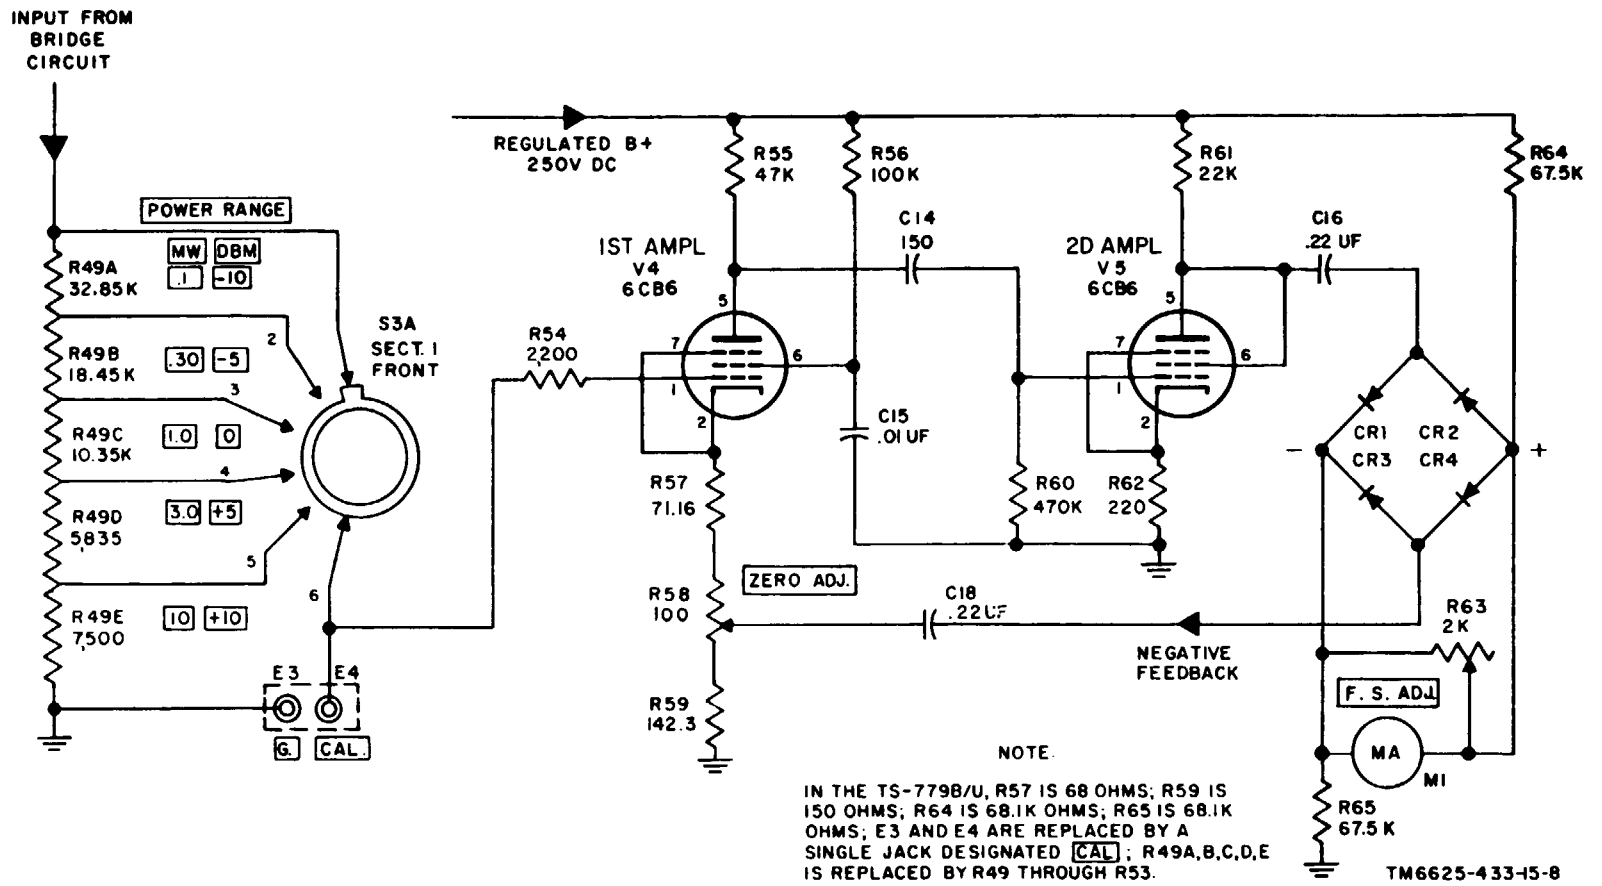 INPUT FROM
BRIDGE
CIRCUIT
REGULATED B+
250V DC
R55
47K
R56
100K
R61
22K
R64
67.5K
POWER RANGE
MW DBM
.1 -10
R49A
32.85K
1ST AMPL
V4
6CB6
C14
150
2D AMPL
V5
6CB6
C16
.22 UF
S3A
SECT. 1
FRONT
2
R49B
18.45K
.30 -5
3
R54
2,200
5
7
6
1
2
5
7
6
1
2
R49C
10.35K
1.0 0
4
C15
.01UF
CR1 CR2
CR3 CR4
- +
R49D
5,835
3.0 +5
5
R57
71.16
R60
470K
R62
220
R49E
7,500
10 +10
6
R58
100
ZERO ADJ.
C18
.22UF
NEGATIVE
FEEDBACK
R63
2K
E3 E4
G. CAL.
R59
142.3
F. S. ADJ.
MA
M1
R65
67.5 K
NOTE.
IN THE TS-779B/U, R57 IS 68 OHMS; R59 IS
150 OHMS; R64 IS 68.1K OHMS; R65 IS 68.1K
OHMS; E3 AND E4 ARE REPLACED BY A
SINGLE JACK DESIGNATED CAL ; R49A,B,C,D,E
IS REPLACED BY R49 THROUGH R53.
TM6625-433-15-8